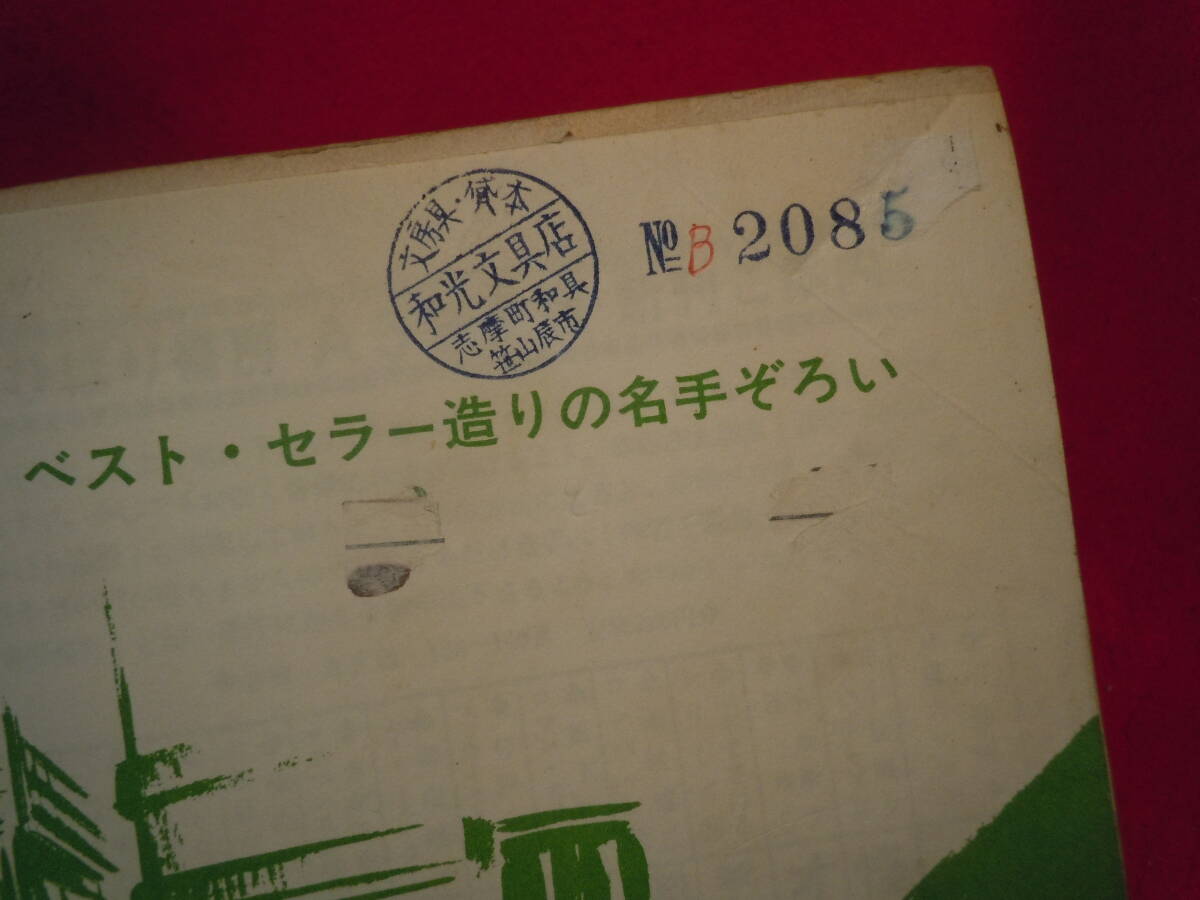 文房具・貸本
和光文具店
志摩町和具
笹山辰市
№B 2085
ベスト・セラー造りの名手ぞろい